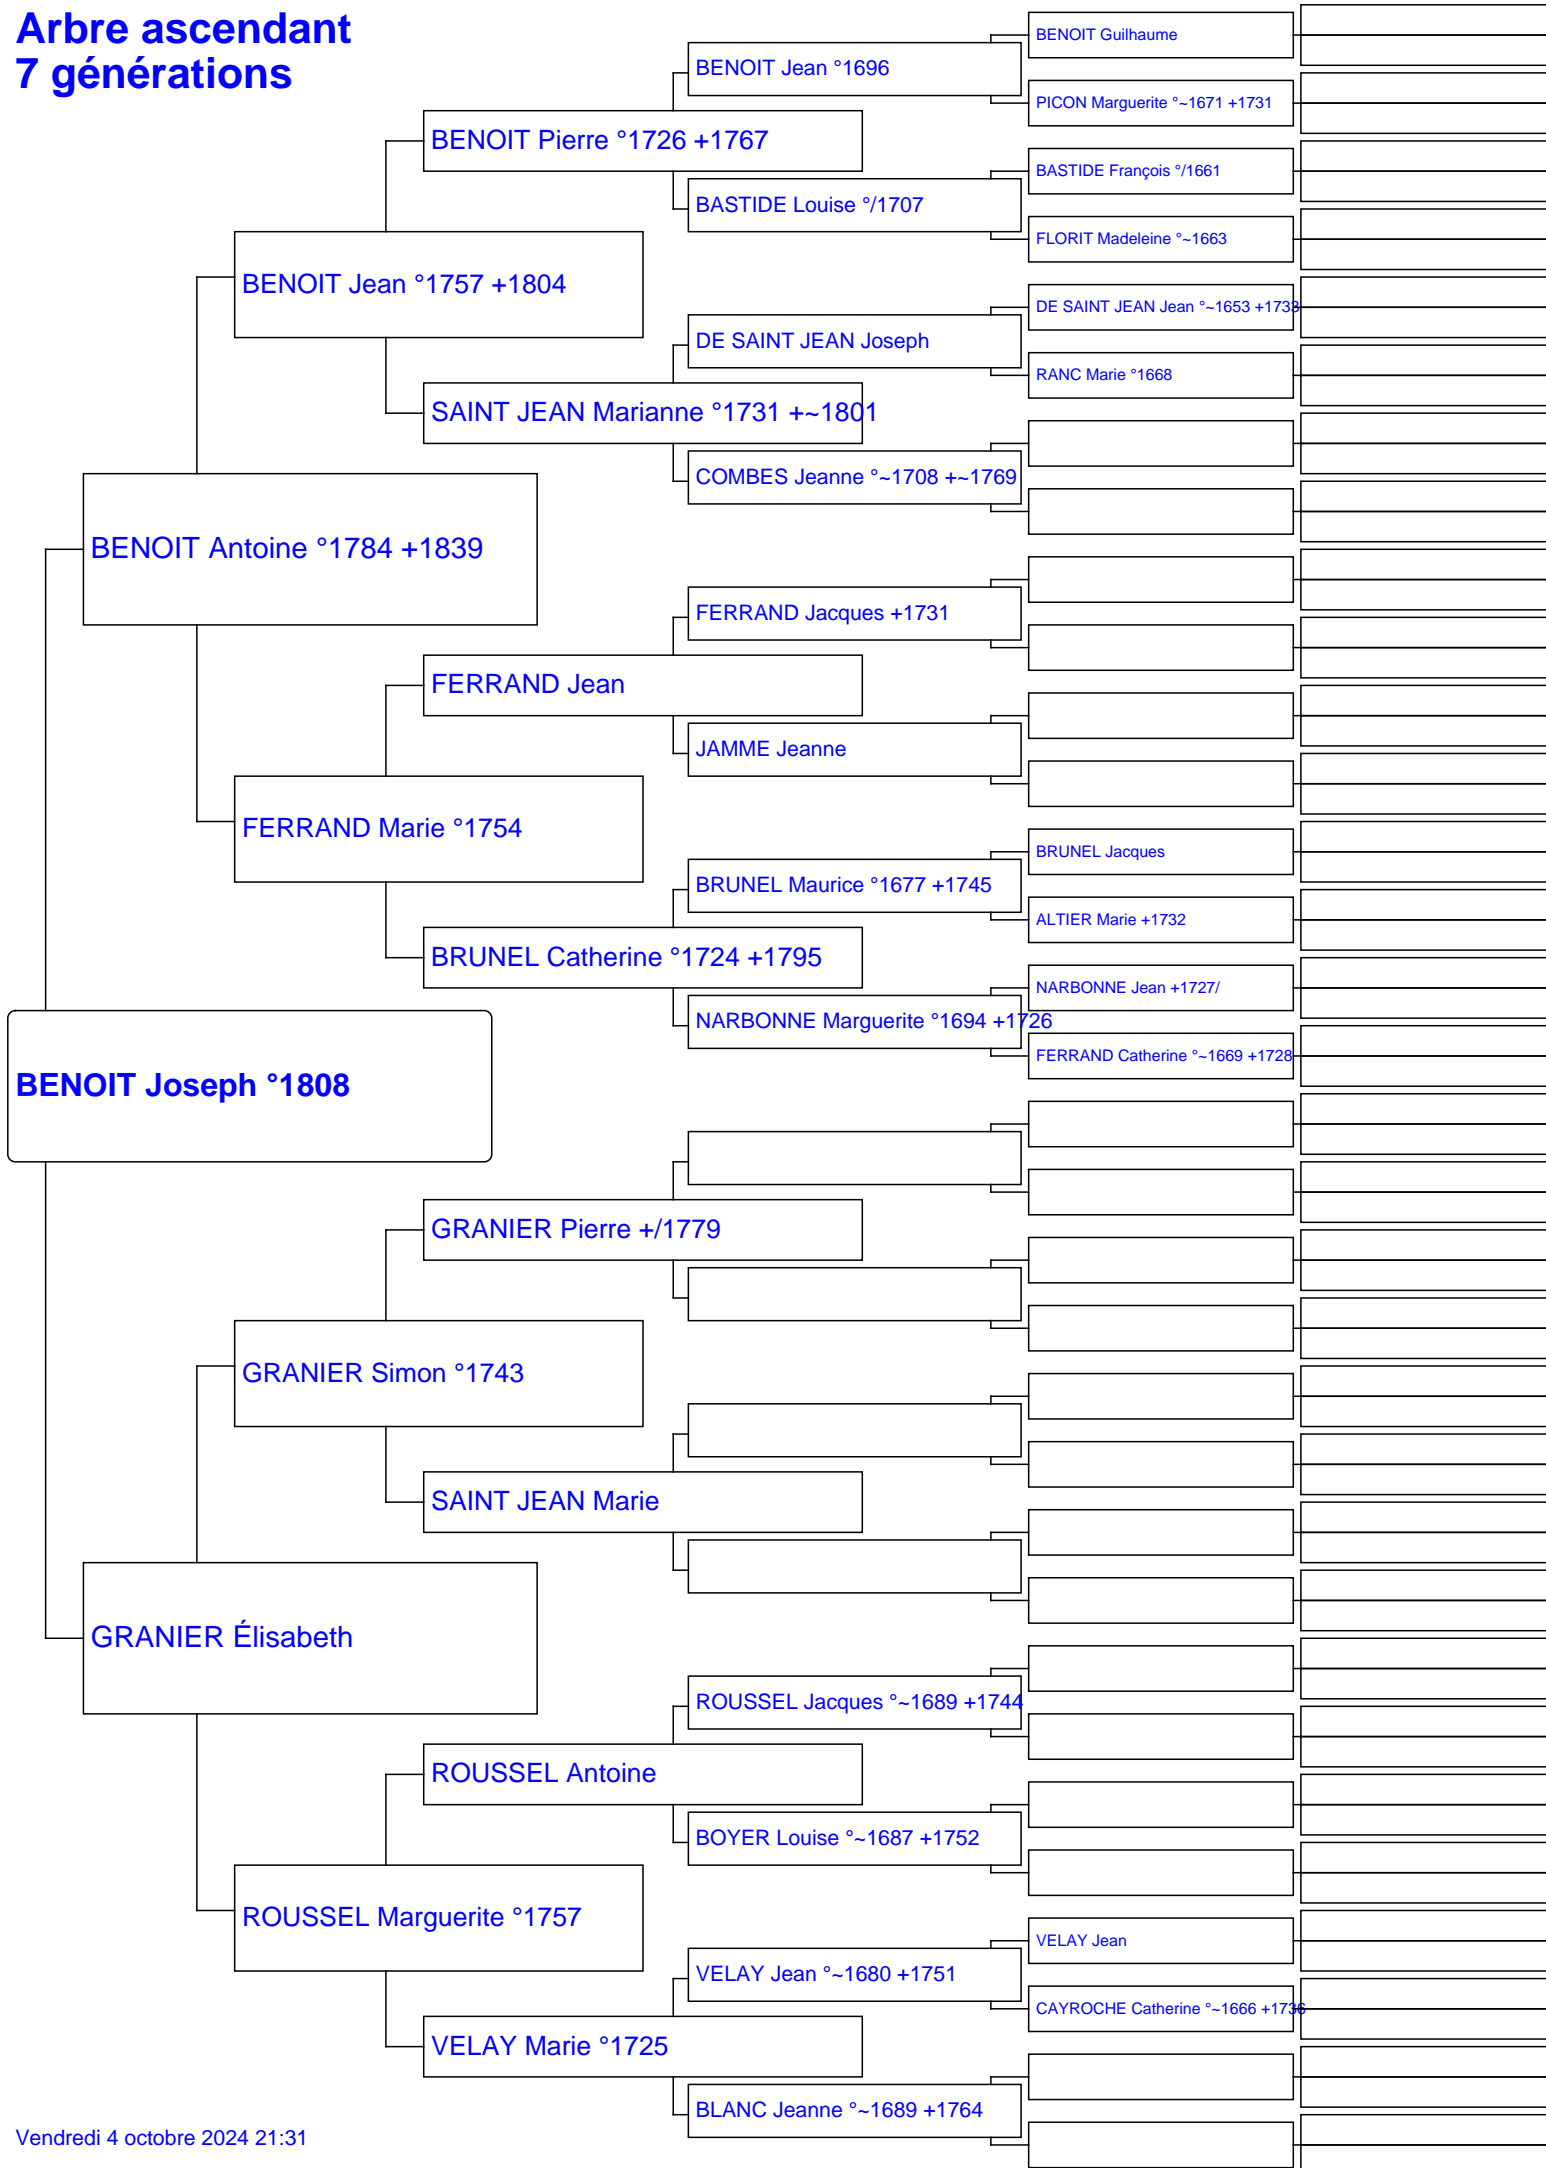 Arbre ascendant
7 générations
BENOIT Guilhaume
BENOIT Jean °1696
PICON Marguerite °~1671 +1731
BENOIT Pierre °1726 +1767
BASTIDE François °/1661
BASTIDE Louise °/1707
FLORIT Madeleine °~1663
BENOIT Jean °1757 +1804
DE SAINT JEAN Jean °~1653 +1733
DE SAINT JEAN Joseph
RANC Marie °1668
SAINT JEAN Marianne °1731 +~1801
COMBES Jeanne °~1708 +~1769
BENOIT Antoine °1784 +1839
FERRAND Jacques +1731
FERRAND Jean
JAMME Jeanne
FERRAND Marie °1754
BRUNEL Jacques
BRUNEL Maurice °1677 +1745
ALTIER Marie +1732
BRUNEL Catherine °1724 +1795
NARBONNE Jean +1727/
NARBONNE Marguerite °1694 +1726
FERRAND Catherine °~1669 +1728
BENOIT Joseph °1808
GRANIER Pierre +/1779
GRANIER Simon °1743
SAINT JEAN Marie
GRANIER Élisabeth
ROUSSEL Jacques °~1689 +1744
ROUSSEL Antoine
BOYER Louise °~1687 +1752
ROUSSEL Marguerite °1757
VELAY Jean
VELAY Jean °~1680 +1751
CAYROCHE Catherine °~1666 +1736
VELAY Marie °1725
BLANC Jeanne °~1689 +1764
Vendredi 4 octobre 2024 21:31